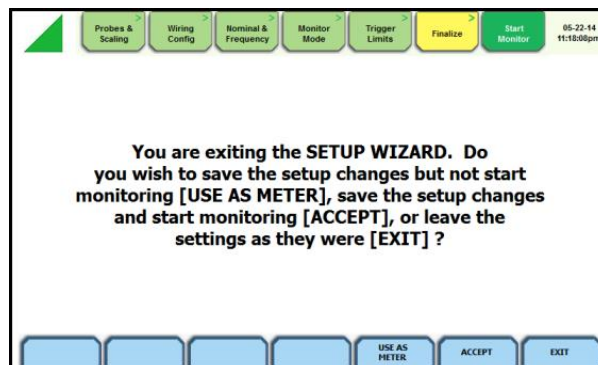 Probes &
Scaling
Wiring
Config
Nominal &
Frequency
Monitor
Mode
Trigger
Limits
Finalize
Start
Monitor
05-22-14
11:18:08pm
You are exiting the SETUP WIZARD. Do
you wish to save the setup changes but not start
monitoring [USE AS METER], save the setup changes
and start monitoring [ACCEPT], or leave the
settings as they were [EXIT] ?
USE AS
METER
ACCEPT
EXIT